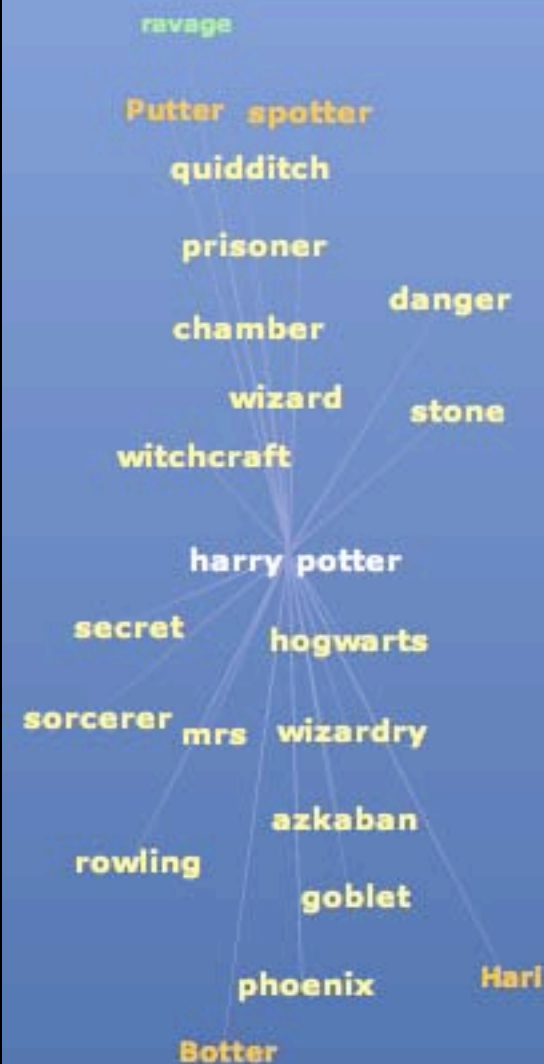 ravage
Putter spotter
quidditch
prisoner
danger
chamber
wizard
stone
witchcraft
harry potter
secret
hogwarts
sorcerer mrs wizardry
azkaban
rowling
goblet
Hari
phoenix
Botter